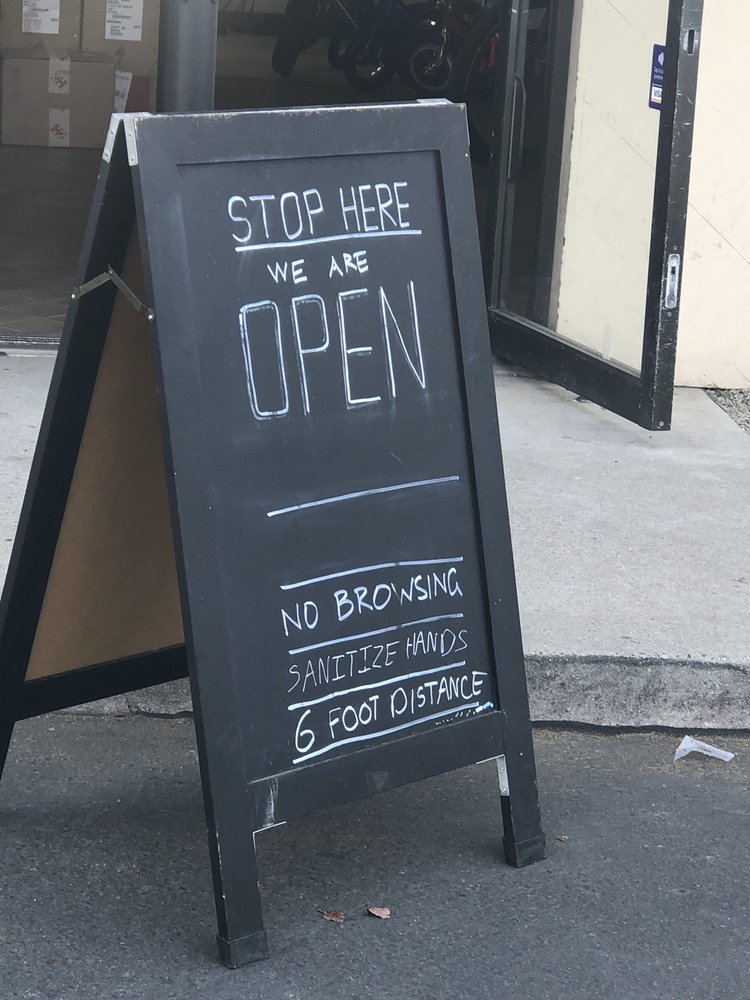 STOP HERE
WE ARE
OPEN
NO BROWSING
SANITIZE HANDS
6 FOOT DISTANCE